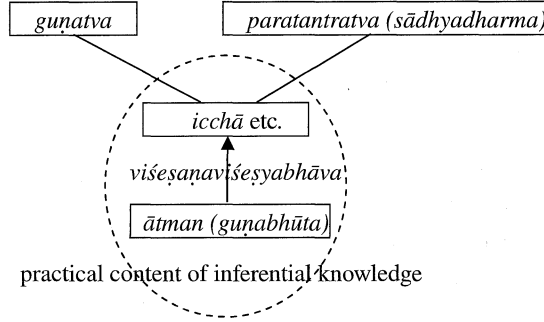 guṇatva
paratantratva (sādhyadharma)
icchā etc.
viśeṣaṇaviśeṣyabhāva
ātman (guṇabhūta)
practical content of inferential knowledge